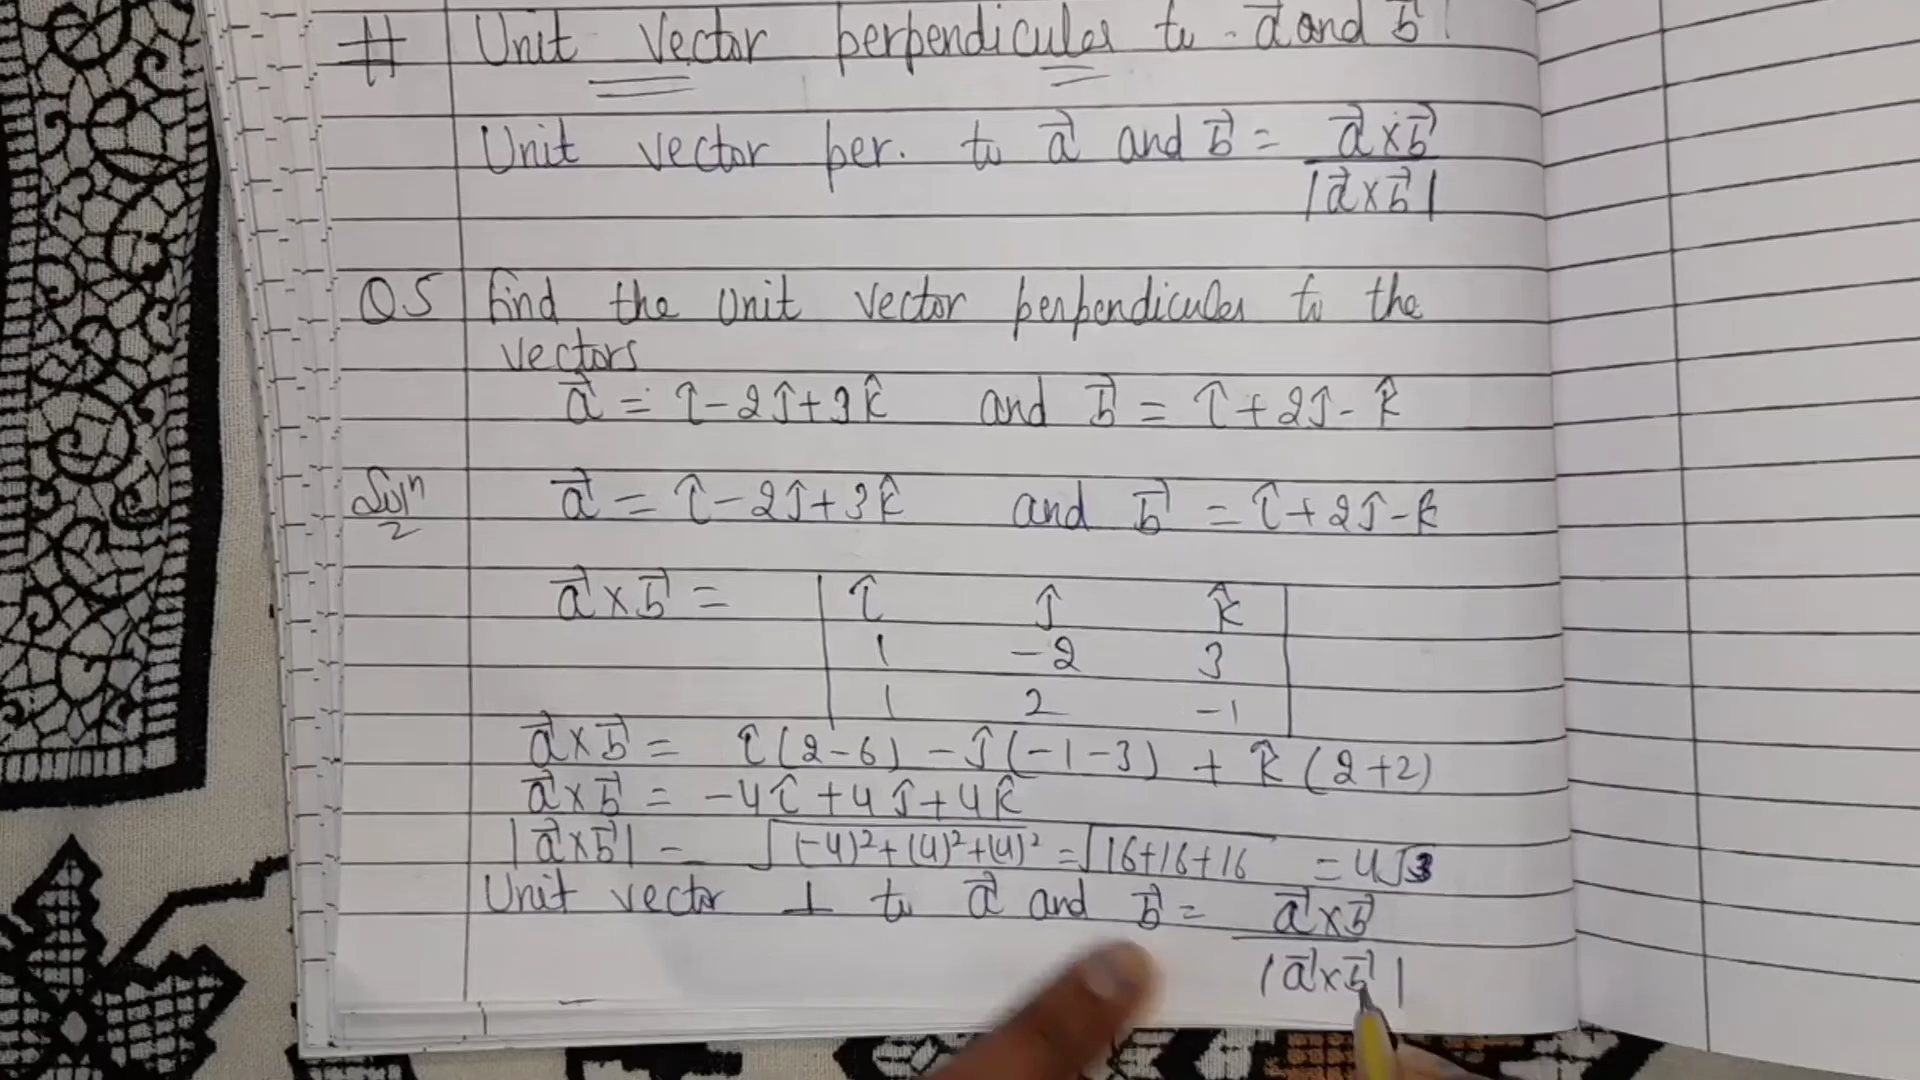 # Unit vector perpendicular to - a⃗ and b⃗
Unit vector per. to a⃗ and b⃗ = a⃗×b⃗
|a⃗×b⃗|
Q5 find the Unit vector perpendicular to the
vectors
a⃗ = î-2ĵ+3k̂ and b⃗ = î+2ĵ-k̂
Solⁿ a⃗ = î-2ĵ+3k̂ and b⃗ = î+2ĵ-k̂
a⃗×b⃗ = | î ĵ k̂ |
1 -2 3
1 2 -1
a⃗×b⃗ = î(2-6) - ĵ(-1-3) + k̂(2+2)
a⃗×b⃗ = -4î+4ĵ+4k̂
|a⃗×b⃗| = √(-4)²+(4)²+(4)² = √16+16+16 = 4√3
Unit vector ⊥ to a⃗ and b⃗ = a⃗×b⃗
|a⃗×b⃗|